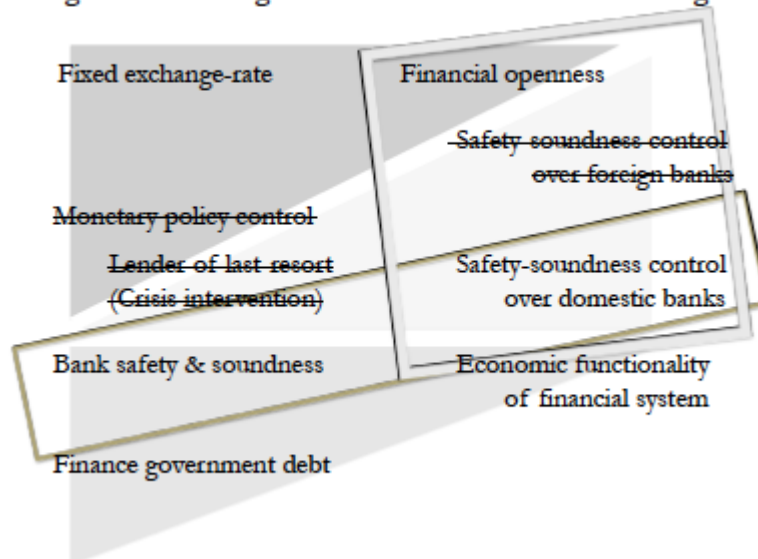 Fixed exchange-rate
Financial openness
Safety-soundness control
over foreign banks
Monetary policy control
Lender of last resort
(Crisis intervention)
Safety-soundness control
over domestic banks
Bank safety & soundness
Economic functionality
of financial system
Finance government debt